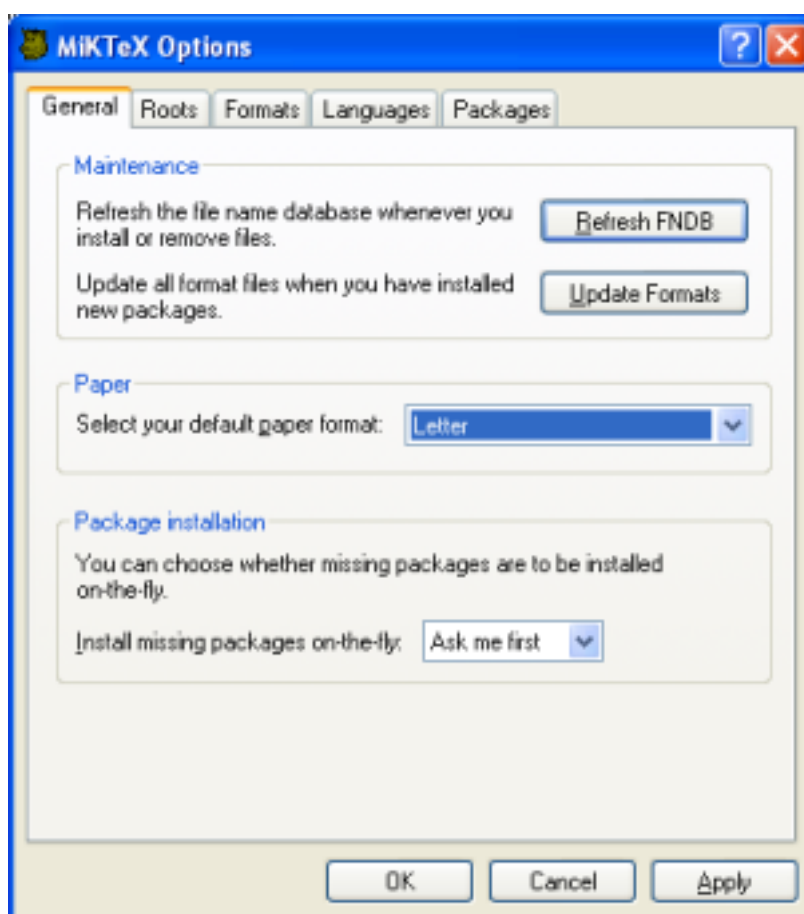 MiKTeX Options
General Roots Formats Languages Packages
Maintenance
Refresh the file name database whenever you
install or remove files.
Refresh FNDB
Update all format files when you have installed
new packages.
Update Formats
Paper
Select your default paper format: Letter
Package installation
You can choose whether missing packages are to be installed
on-the-fly.
Install missing packages on-the-fly: Ask me first
OK Cancel Apply